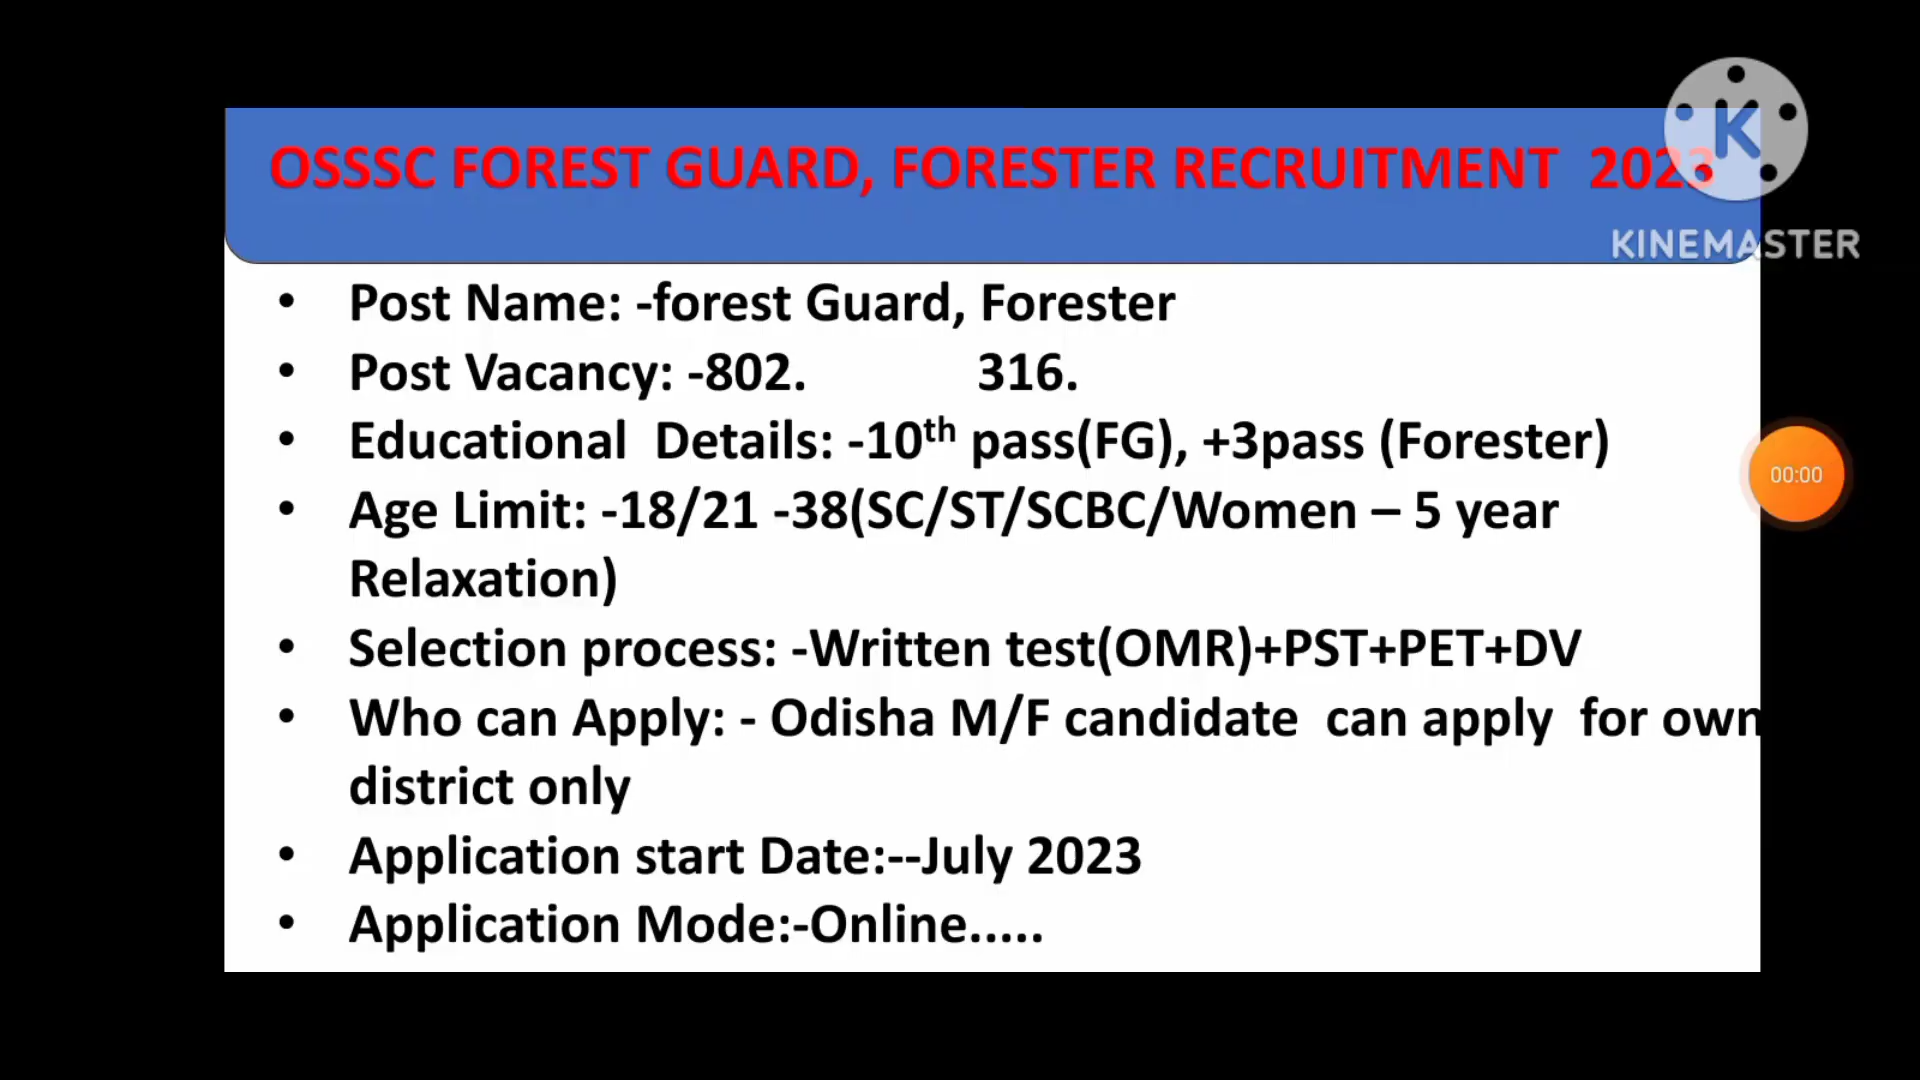 OSSSC FOREST GUARD, FORESTER RECRUITMENT 2023
K
KINEMASTER
• Post Name: -forest Guard, Forester
• Post Vacancy: -802. 316.
• Educational Details: -10th pass(FG), +3pass (Forester)
00:00
• Age Limit: -18/21 -38(SC/ST/SCBC/Women – 5 year
Relaxation)
• Selection process: -Written test(OMR)+PST+PET+DV
• Who can Apply: - Odisha M/F candidate can apply for own
district only
• Application start Date:--July 2023
• Application Mode:-Online.....